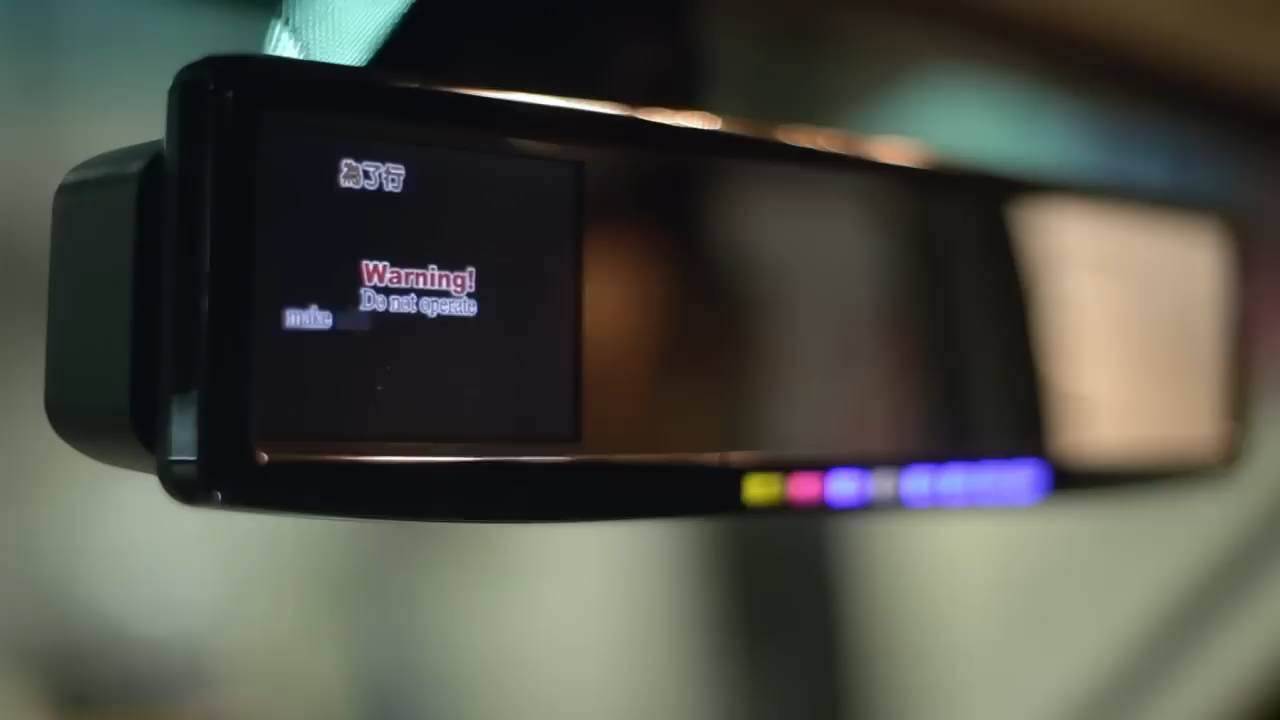 為了行
Warning!
Do not operate
make